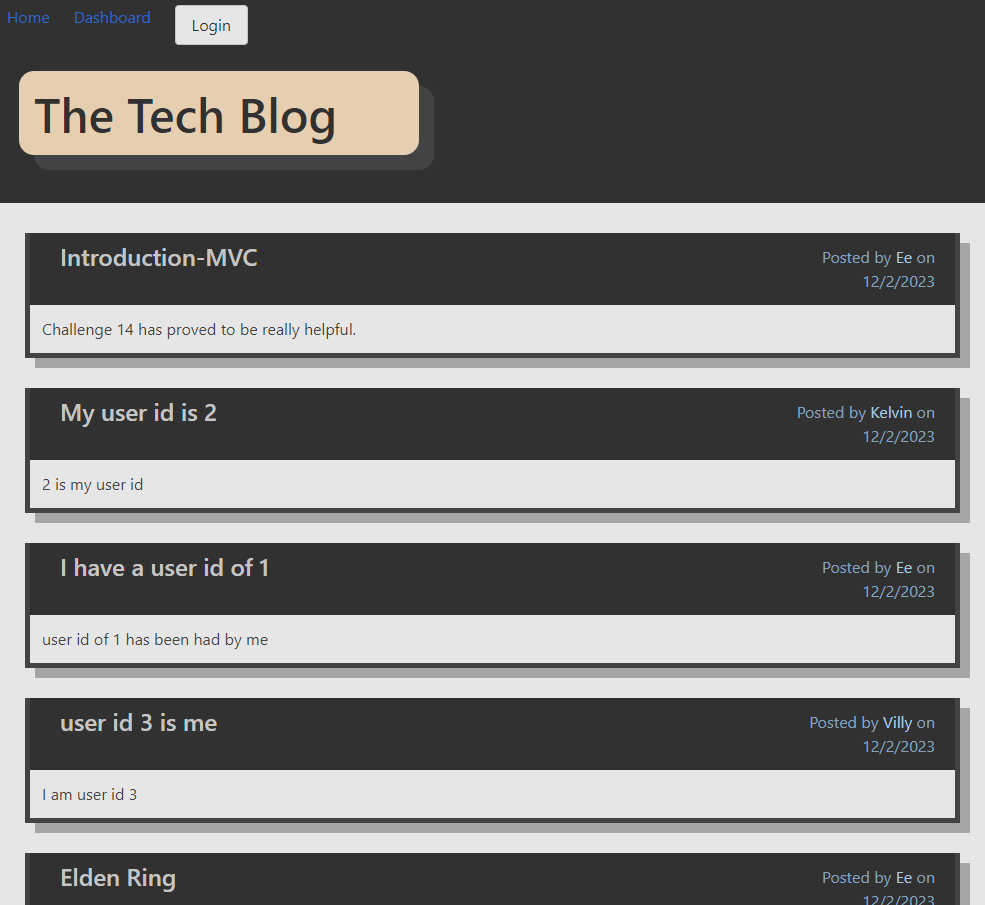 Home Dashboard Login
The Tech Blog
Introduction-MVC
Posted by Ee on
12/2/2023
Challenge 14 has proved to be really helpful.
My user id is 2
Posted by Kelvin on
12/2/2023
2 is my user id
I have a user id of 1
Posted by Ee on
12/2/2023
user id of 1 has been had by me
user id 3 is me
Posted by Villy on
12/2/2023
I am user id 3
Elden Ring
Posted by Ee on
12/2/2023